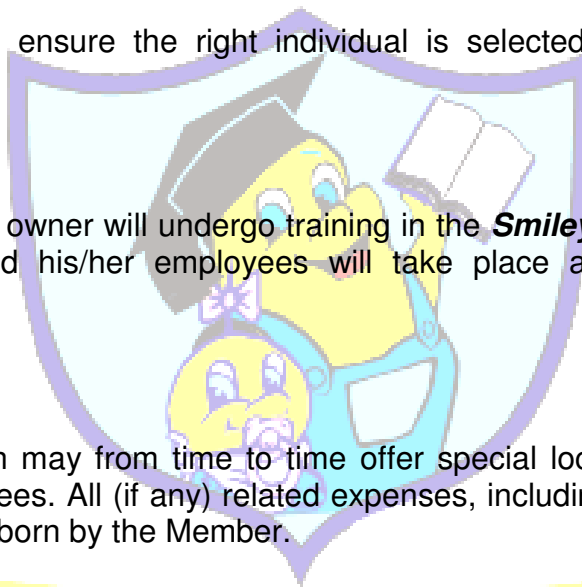 ensure the right individual is selected
owner will undergo training in the Smiley
d his/her employees will take place a
n may from time to time offer special loc
ees. All (if any) related expenses, includin
born by the Member.